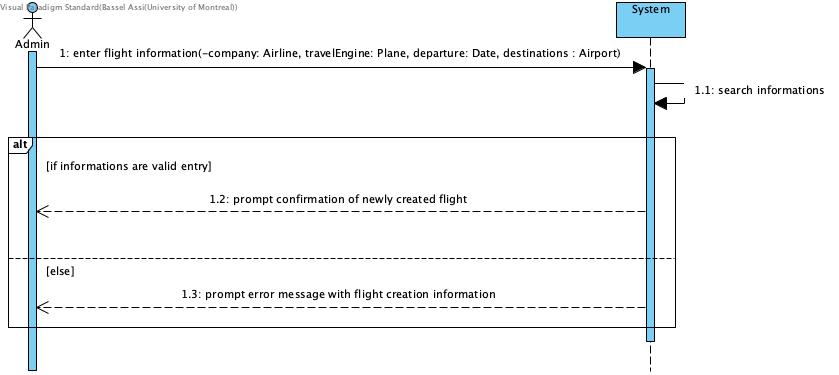 Visual Paradigm Standard(Bassel Assi(University of Montreal))
System
Admin
1: enter flight information(-company: Airline, travelEngine: Plane, departure: Date, destinations : Airport)
1.1: search informations
alt
[if informations are valid entry]
1.2: prompt confirmation of newly created flight
[else]
1.3: prompt error message with flight creation information